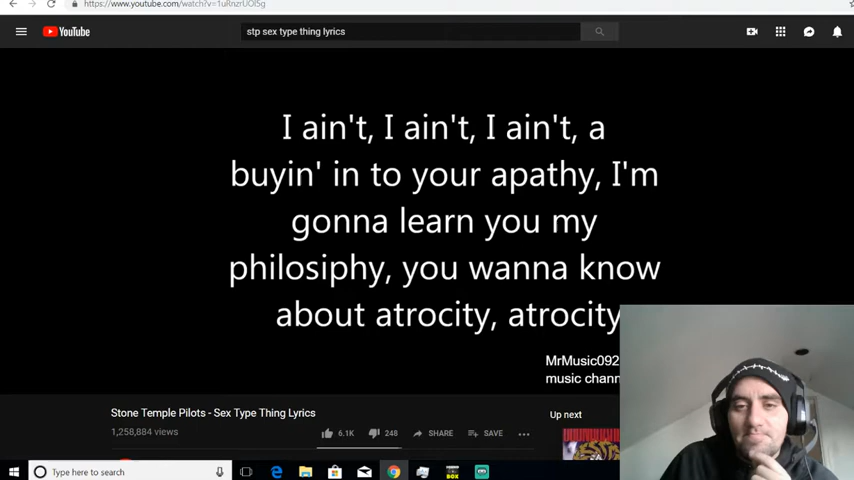 https://www.youtube.com/watch?v=1uRnzrUOl5g
YouTube
stp sex type thing lyrics
I ain't, I ain't, I ain't, a
buyin' in to your apathy, I'm
gonna learn you my
philosiphy, you wanna know
about atrocity, atrocity
MrMusic092
music chann
Stone Temple Pilots - Sex Type Thing Lyrics
Up next
1,258,884 views
6.1K
248
SHARE
SAVE
Type here to search